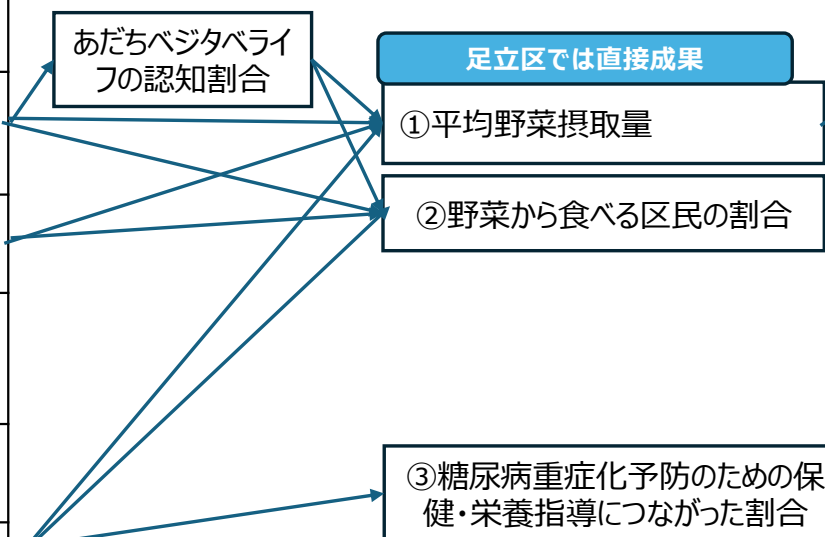 あだちベジタベライ
フの認知割合
足立区では直接成果
①平均野菜摂取量
②野菜から食べる区民の割合
③糖尿病重症化予防のための保
健・栄養指導につながった割合